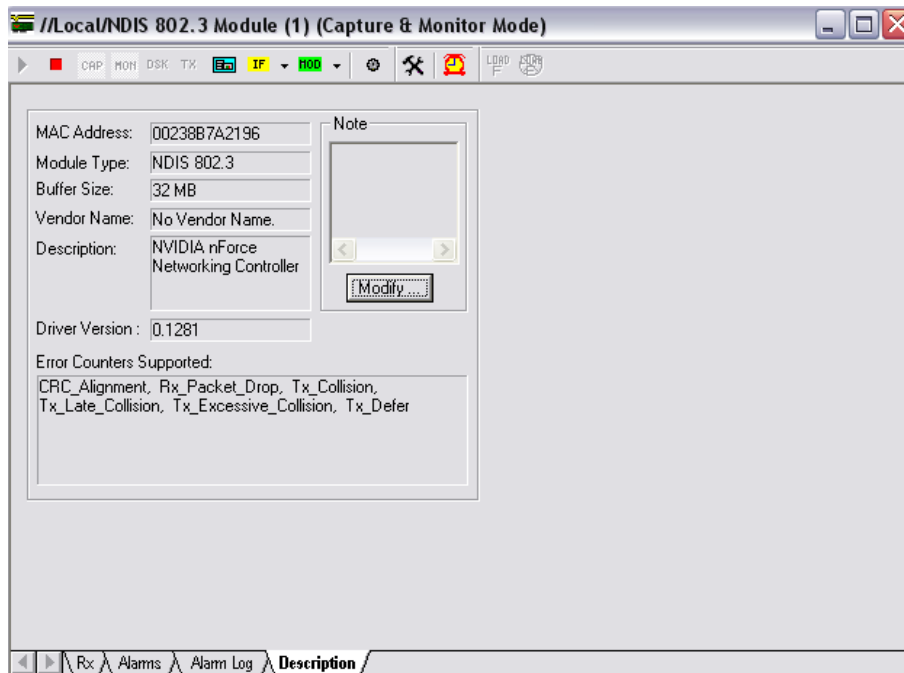 //Local/NDIS 802.3 Module (1) (Capture & Monitor Mode)
CAP MON DSK TX IF MOD LOAD F
MAC Address: 00238B7A2196
Module Type: NDIS 802.3
Buffer Size: 32 MB
Vendor Name: No Vendor Name.
Description: NVIDIA nForce
Networking Controller
Driver Version : 0.1281
Note
Modify ...
Error Counters Supported:
CRC_Alignment, Rx_Packet_Drop, Tx_Collision,
Tx_Late_Collision, Tx_Excessive_Collision, Tx_Defer
Rx Alarms Alarm Log Description